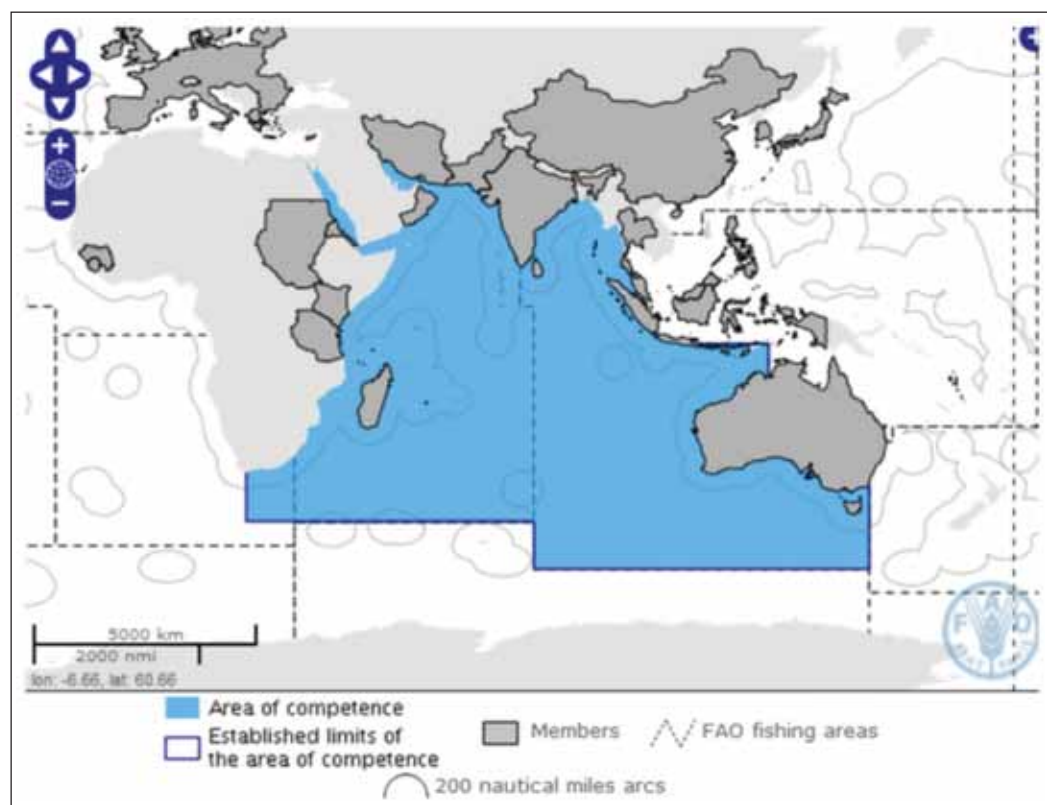 +
−
5000 km
2000 nmi
lon: -6.66, lat: 60.66
F A O
Area of competence
Members
FAO fishing areas
Established limits of
the area of competence
200 nautical miles arcs